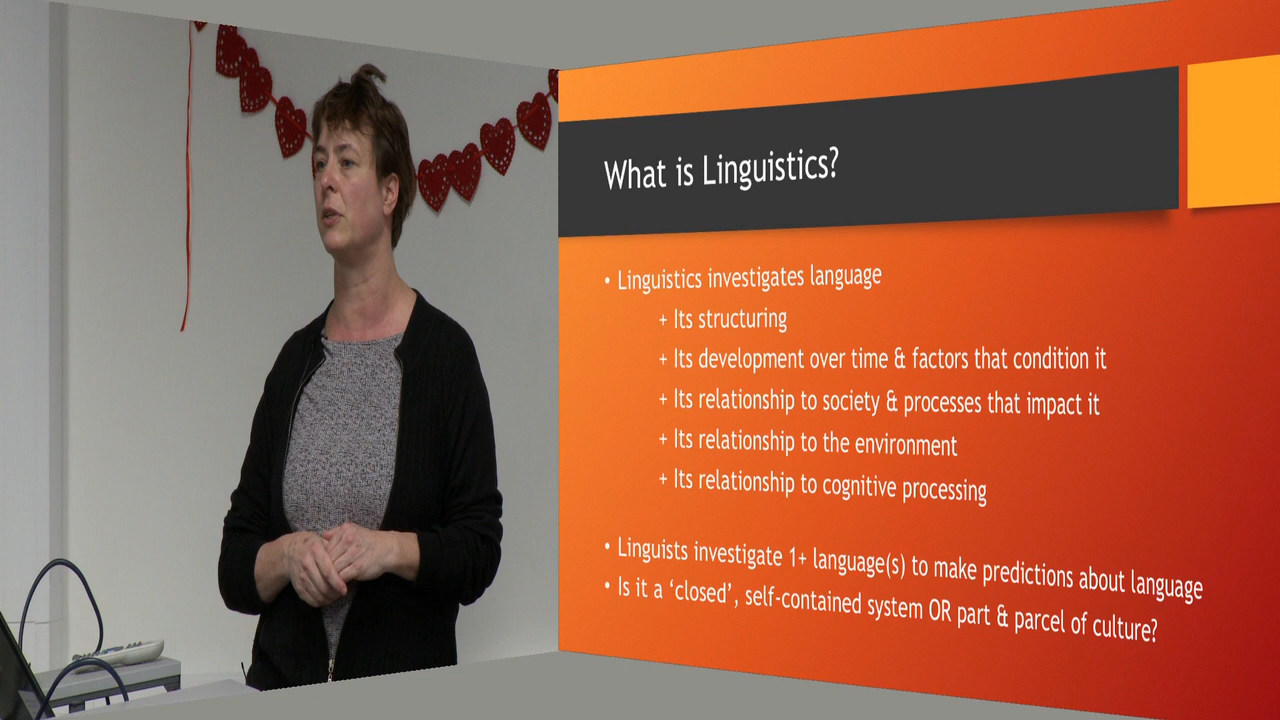 What is Linguistics?
• Linguistics investigates language
+ Its structuring
+ Its development over time & factors that condition it
+ Its relationship to society & processes that impact it
+ Its relationship to the environment
+ Its relationship to cognitive processing
• Linguists investigate 1+ language(s) to make predictions about language
• Is it a ‘closed’, self-contained system OR part & parcel of culture?